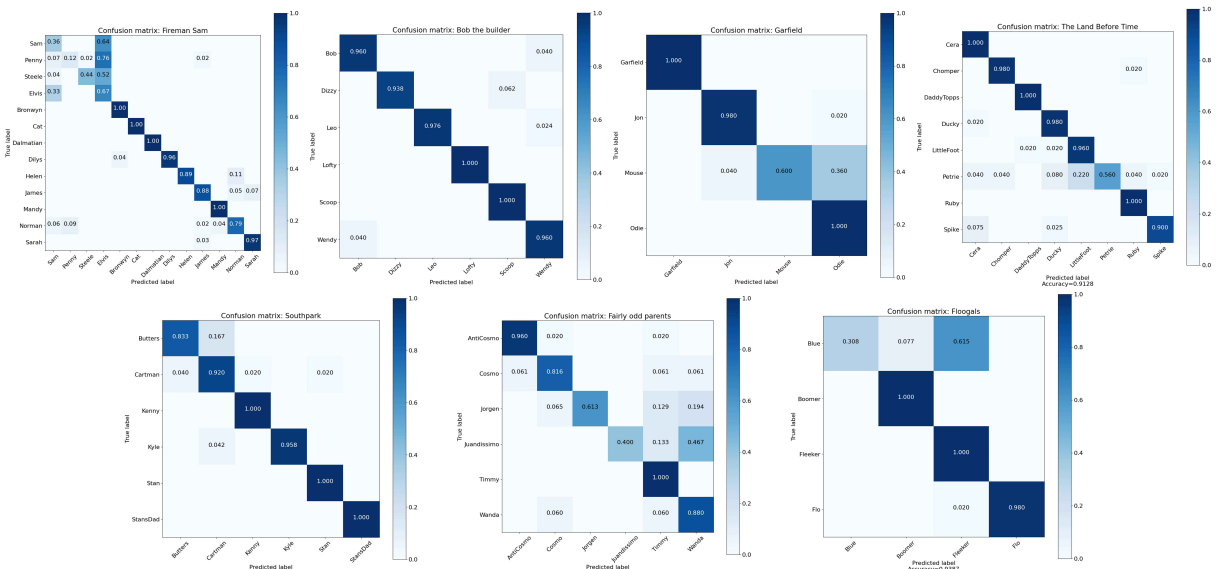 Confusion matrix: Fireman Sam
True label
Sam 0.36 0.64
Penny 0.07 0.12 0.02 0.76 0.02
Steele 0.04 0.44 0.52
Elvis 0.33 0.67
Bronwyn 1.00
Cat 1.00
Dalmatian 1.00
Dilys 0.04 0.96
Helen 0.89 0.11
James 0.88 0.05 0.07
Mandy 1.00
Norman 0.06 0.09 0.02 0.04 0.79
Sarah 0.03 0.97
Sam Penny Steele Elvis Bronwyn Cat Dalmatian Dilys Helen James Mandy Norman Sarah
Predicted label
1.0
0.8
0.6
0.4
0.2
0.0
Confusion matrix: Bob the builder
True label
Bob 0.960 0.040
Dizzy 0.938 0.062
Leo 0.976 0.024
Lofty 1.000
Scoop 1.000
Wendy 0.040 0.960
Bob Dizzy Leo Lofty Scoop Wendy
Predicted label
1.0
0.8
0.6
0.4
0.2
0.0
Confusion matrix: Garfield
True label
Garfield 1.000
Jon 0.980 0.020
Mouse 0.040 0.600 0.360
Odie 1.000
Garfield Jon Mouse Odie
Predicted label
1.0
0.8
0.6
0.4
0.2
0.0
Confusion matrix: The Land Before Time
True label
Cera 1.000
Chomper 0.980 0.020
DaddyTopps 1.000
Ducky 0.020 0.980
LittleFoot 0.020 0.020 0.960
Petrie 0.040 0.040 0.080 0.220 0.560 0.040 0.020
Ruby 1.000
Spike 0.075 0.025 0.900
Cera Chomper DaddyTopps Ducky LittleFoot Petrie Ruby Spike
Predicted label
Accuracy=0.9128
1.0
0.8
0.6
0.4
0.2
0.0
Confusion matrix: Southpark
True label
Butters 0.833 0.167
Cartman 0.040 0.920 0.020 0.020
Kenny 1.000
Kyle 0.042 0.958
Stan 1.000
StansDad 1.000
Butters Cartman Kenny Kyle Stan StansDad
Predicted label
1.0
0.8
0.6
0.4
0.2
0.0
Confusion matrix: Fairly odd parents
True label
AntiCosmo 0.960 0.020 0.020
Cosmo 0.061 0.816 0.061 0.061
Jorgen 0.065 0.613 0.129 0.194
Juandissimo 0.400 0.133 0.467
Timmy 1.000
Wanda 0.060 0.060 0.880
AntiCosmo Cosmo Jorgen Juandissimo Timmy Wanda
Predicted label
1.0
0.8
0.6
0.4
0.2
0.0
Confusion matrix: Floogals
True label
Blue 0.308 0.077 0.615
Boomer 1.000
Fleeker 1.000
Flo 0.020 0.980
Blue Boomer Fleeker Flo
Predicted label
1.0
0.8
0.6
0.4
0.2
0.0